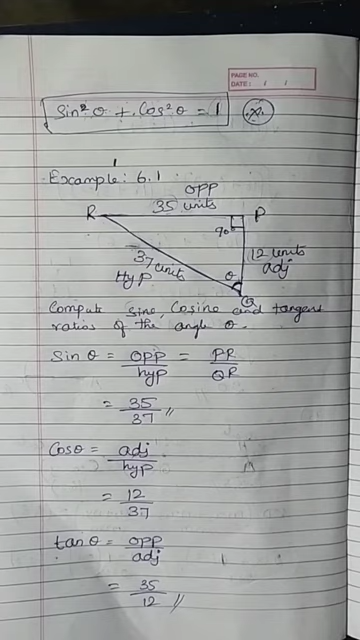 PAGE NO.
DATE: / /
Sin²θ + Cos²θ = 1
Example: 6.1
OPP
35 units
R
P
90
12 units
adj
37 units
Hyp
θ
Q
Compute Sine, Cosine and tangent
ratios of the angle θ.
Sin θ = OPP/hyp = PR/QR
= 35/37 //
Cosθ = adj/hyp
= 12/37
tanθ = OPP/adj
= 35/12 //